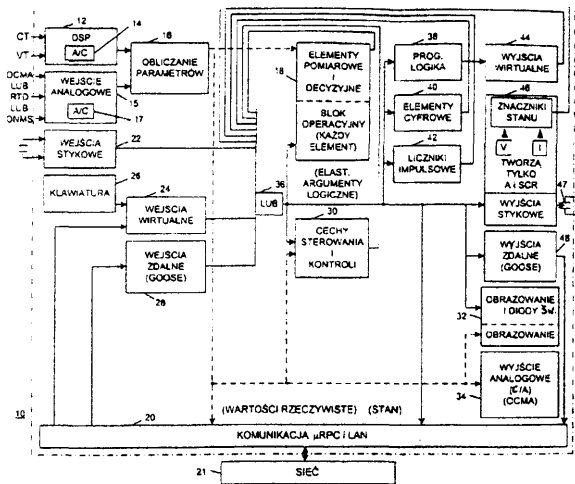 12
14
CT
DSP
A/C
VT
16
OBLICZANIE
PARAMETRÓW
DCMA
LUB
RTD
LUB
ONMS
WEJŚCIE
ANALOGOWE
15
A/C
17
WEJŚCIA
STYKOWE
22
26
KLAWIATURA
24
WEJŚCIA
WIRTUALNE
WEJŚCIA
ZDALNE
(GOOSE)
28
18
ELEMENTY
POMIAROWE
I
DECYZYJNE
BLOK
OPERACYJNY
(KAŻDY
ELEMENT)
(ELAST.
ARGUMENTY
LOGICZNE)
36
LUB
30
CECHY
STEROWANIA
I
KONTROLI
38
PROG.
LOGIKA
40
ELEMENTY
CYFROWE
42
LICZNIKI
IMPULSOWE
44
WYJŚCIA
WIRTUALNE
46
ZNACZNIKI
STANU
V
I
TWORZĄ
TYLKO
A I SCR
47
WYJŚCIA
STYKOWE
48
WYJŚCIA
ZDALNE
(GOOSE)
OBRAZOWANIE
I DIODY ŚW.
32
OBRAZOWANIE
WYJŚCIE
ANALOGOWE
(C/A)
(CCMA)
34
10
20
(WARTOŚCI RZECZYWISTE) (STAN)
KOMUNIKACJA µRPC I LAN
21
SIEĆ